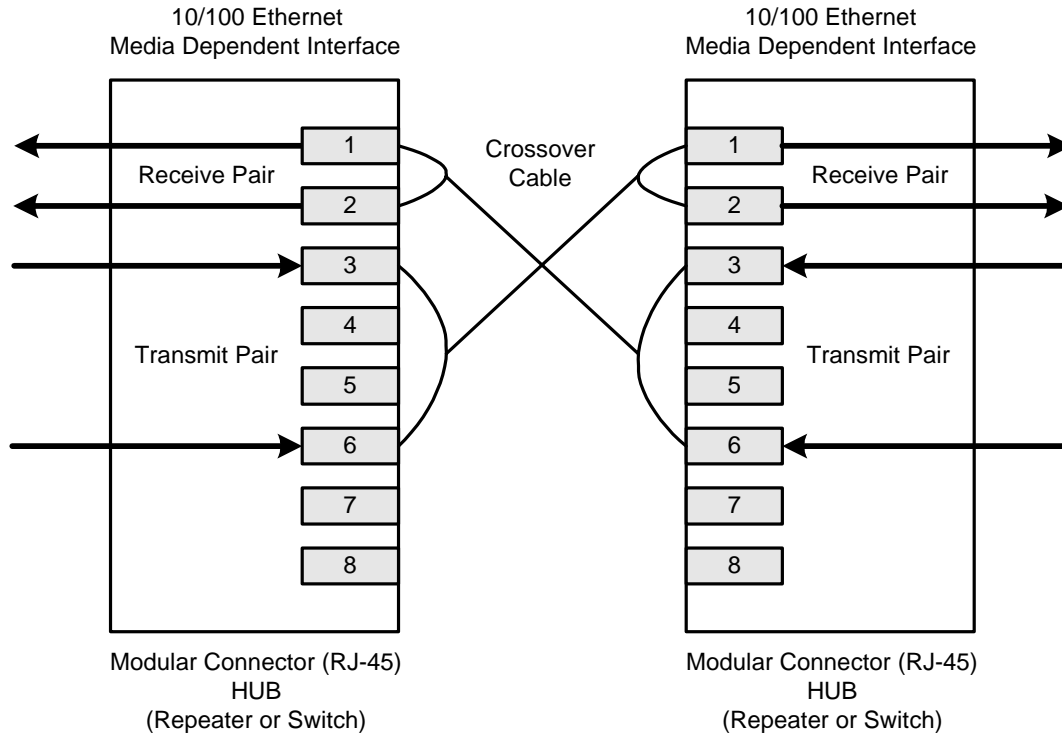 10/100 Ethernet
Media Dependent Interface
10/100 Ethernet
Media Dependent Interface
1
Receive Pair
2
3
4
Transmit Pair
5
6
7
8
Crossover
Cable
1
Receive Pair
2
3
4
Transmit Pair
5
6
7
8
Modular Connector (RJ-45)
HUB
(Repeater or Switch)
Modular Connector (RJ-45)
HUB
(Repeater or Switch)